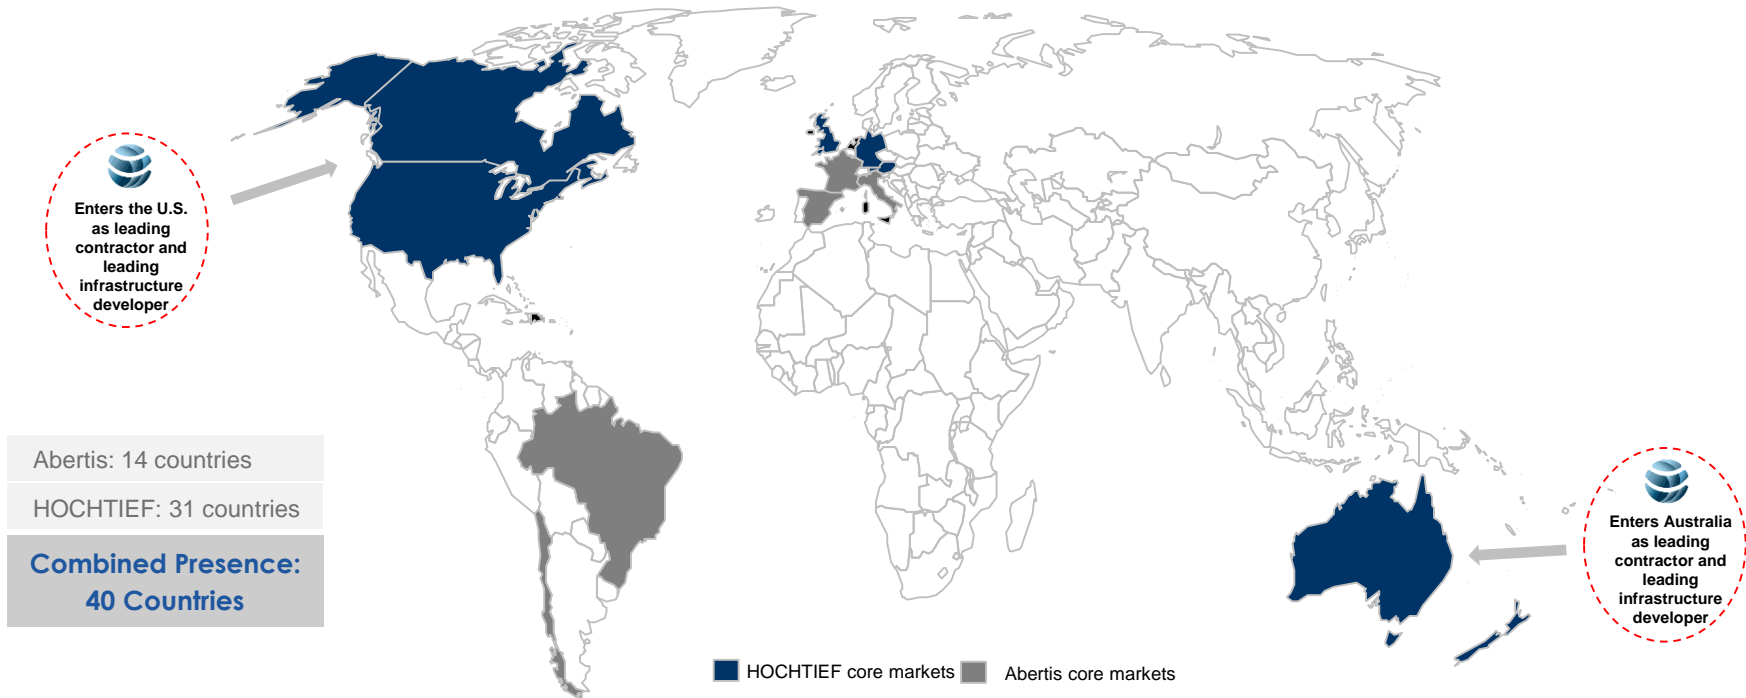 Enters the U.S.
as leading
contractor and
leading
infrastructure
developer
Abertis: 14 countries
HOCHTIEF: 31 countries
Combined Presence:
40 Countries
Enters Australia
as leading
contractor and
leading
infrastructure
developer
HOCHTIEF core markets
Abertis core markets